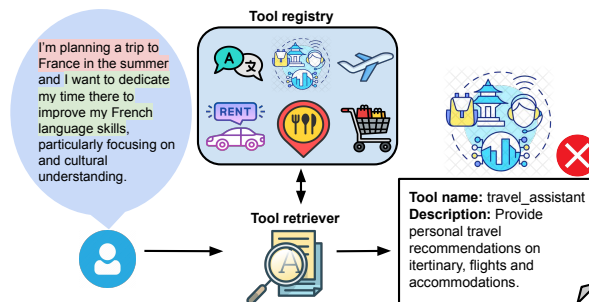 Tool registry
I'm planning a trip to
France in the summer
and I want to dedicate
my time there to
improve my French
language skills,
particularly focusing on
and cultural
understanding.
A 文
RENT
Tool retriever
A
Tool name: travel_assistant
Description: Provide
personal travel
recommendations on
itertinary, flights and
accommodations.